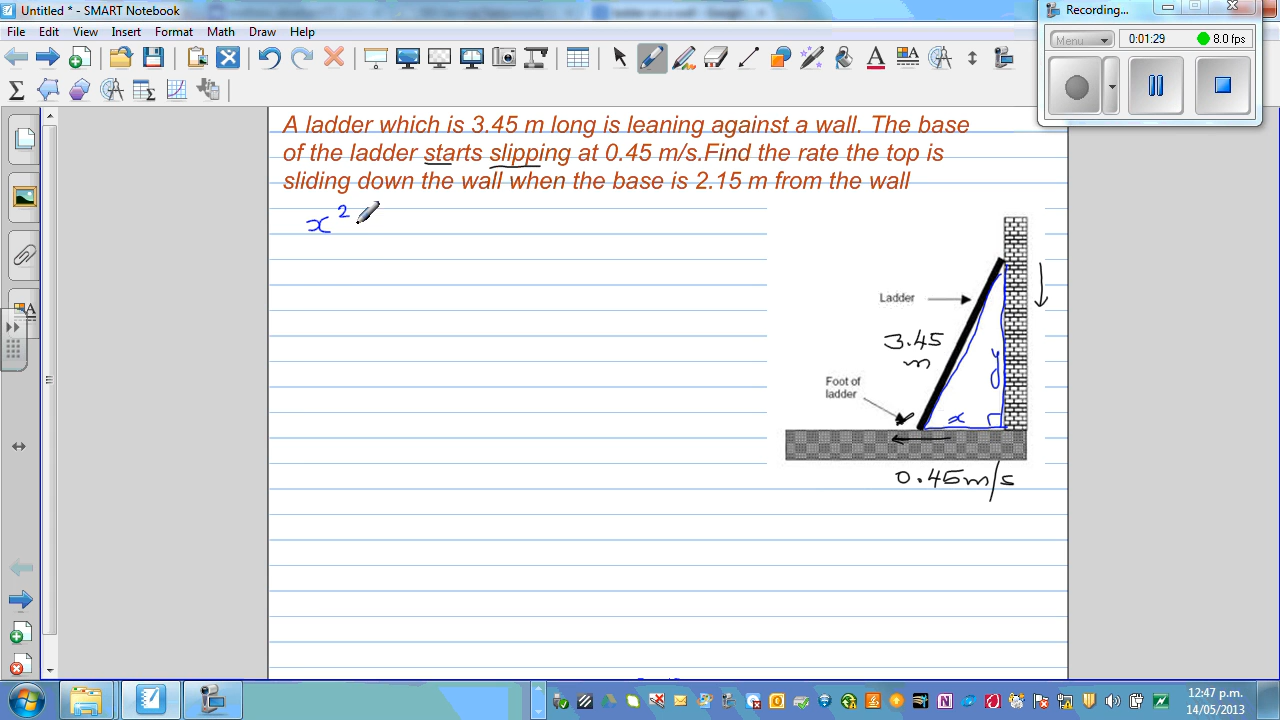 Untitled * - SMART Notebook
File Edit View Insert Format Math Draw Help
Recording...
Menu
0:01:29
8.0 fps
A ladder which is 3.45 m long is leaning against a wall. The base
of the ladder starts slipping at 0.45 m/s.Find the rate the top is
sliding down the wall when the base is 2.15 m from the wall
x²
Ladder
3.45
m
y
Foot of
ladder
x
0.45m/s
12:47 p.m.
14/05/2013